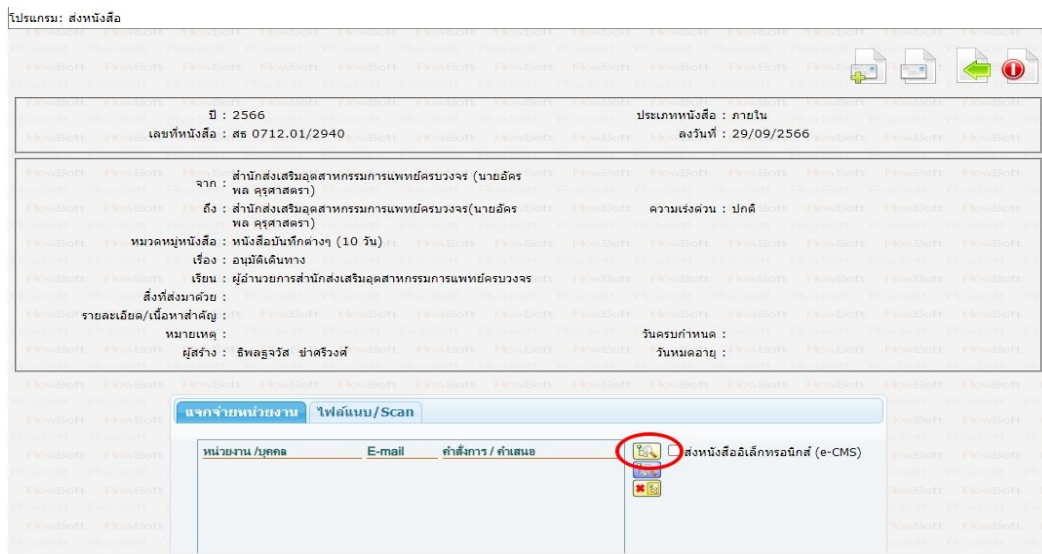 โปรแกรม: ส่งหนังสือ
ปี : 2566 ประเภทหนังสือ : ภายใน
เลขที่หนังสือ : สธ 0712.01/2940 ลงวันที่ : 29/09/2566
จาก : สำนักส่งเสริมอุตสาหกรรมการแพทย์ครบวงจร (นายอัคร
พล คุรุศาสตรา)
ถึง : สำนักส่งเสริมอุตสาหกรรมการแพทย์ครบวงจร(นายอัคร ความเร่งด่วน : ปกติ
พล คุรุศาสตรา)
หมวดหมู่หนังสือ : หนังสือบันทึกต่างๆ (10 วัน)
เรื่อง : อนุมัติเดินทาง
เรียน : ผู้อำนวยการสำนักส่งเสริมอุตสาหกรรมการแพทย์ครบวงจร
สิ่งที่ส่งมาด้วย :
รายละเอียด/เนื้อหาสำคัญ :
หมายเหตุ : วันครบกำหนด :
ผู้สร้าง : ขำศรีวงศ์ วันหมดอายุ :
แจกจ่ายหน่วยงาน ไฟล์แนบ/Scan
หน่วยงาน /บุคคล E-mail คำสั่งการ / คำเสนอ ส่งหนังสืออิเล็กทรอนิกส์ (e-CMS)
FlowSoft